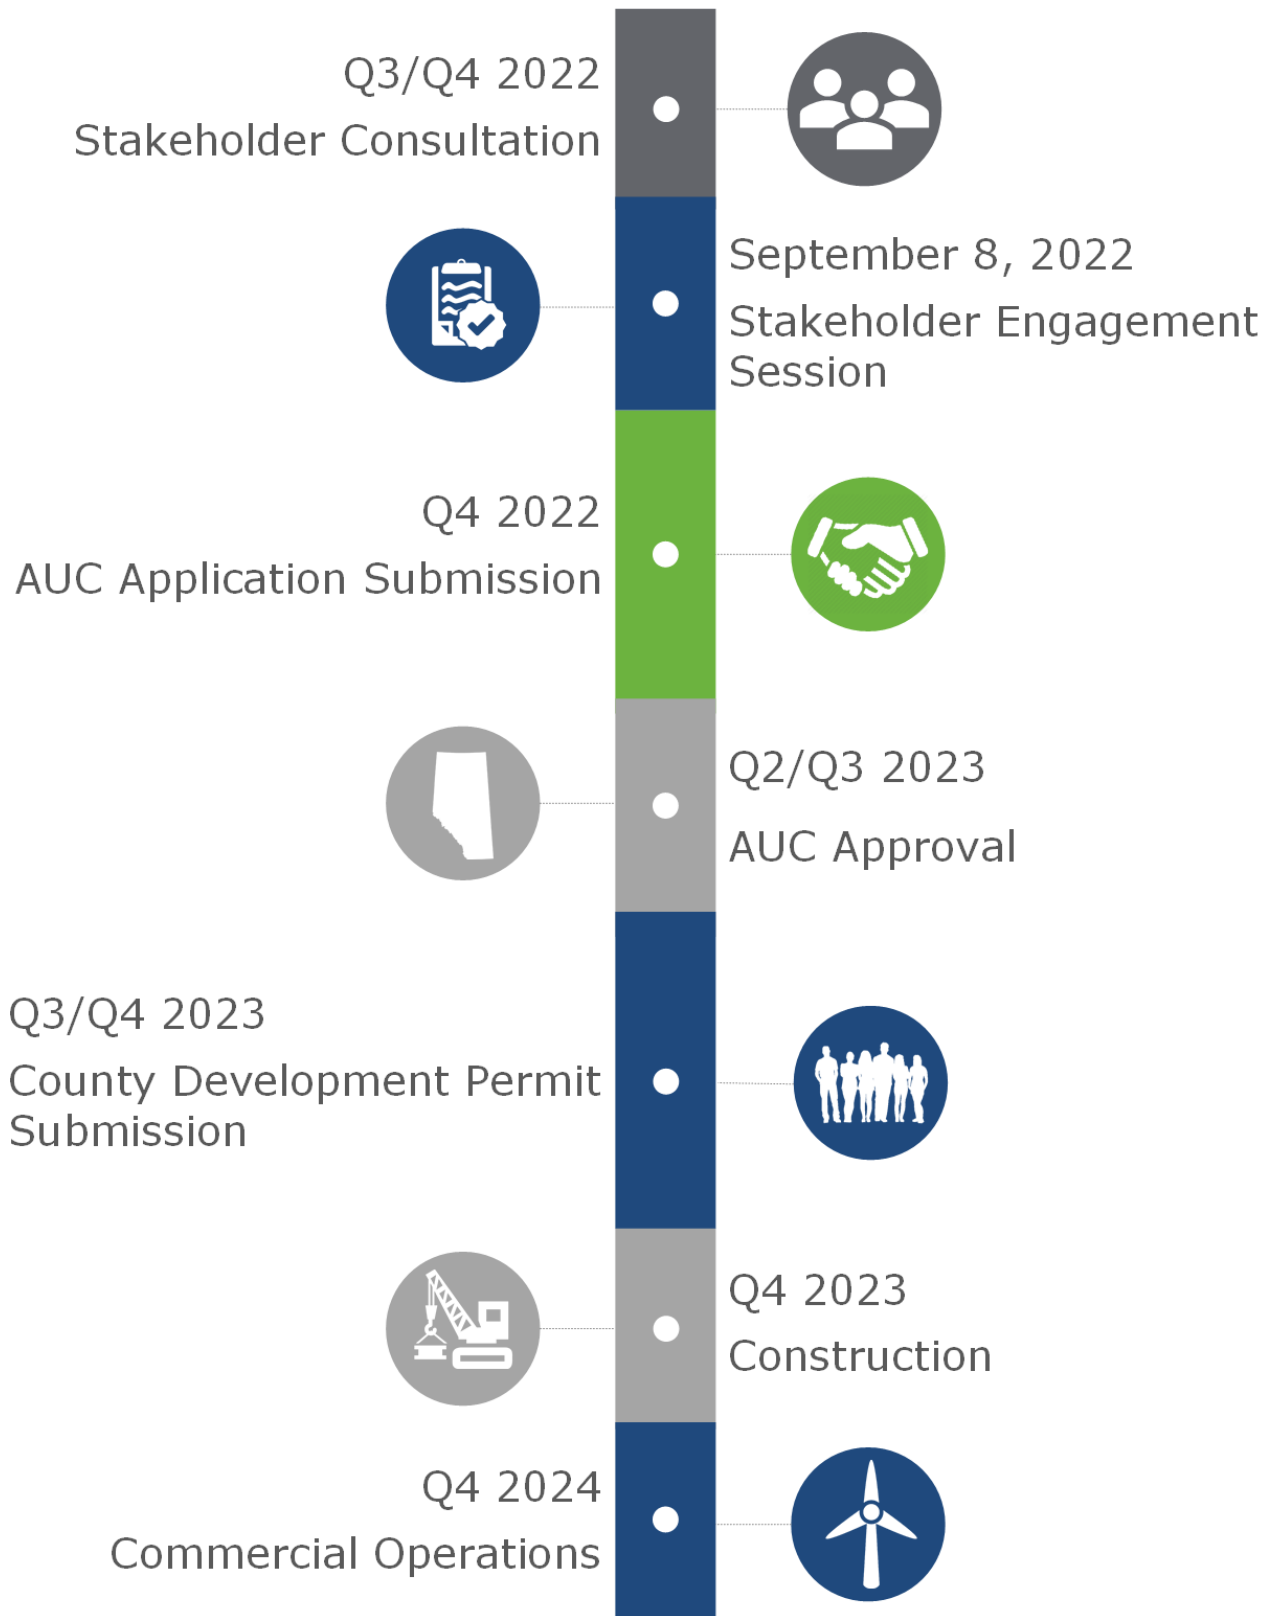 Q3/Q4 2022
Stakeholder Consultation
September 8, 2022
Stakeholder Engagement
Session
Q4 2022
AUC Application Submission
Q2/Q3 2023
AUC Approval
Q3/Q4 2023
County Development Permit
Submission
Q4 2023
Construction
Q4 2024
Commercial Operations